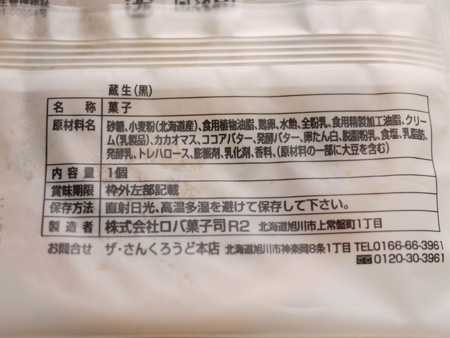 蔵生(黒)
名 称 菓子
原材料名 砂糖、小麦粉(北海道産)、食用植物油脂、鶏卵、水飴、全粉乳、食用精製加工油脂、クリー
ム(乳製品)、カカオマス、ココアバター、発酵バター、卵たん白、脱脂粉乳、食塩、乳脂肪、
発酵乳、トレハロース、膨脹剤、乳化剤、香料、(原材料の一部に大豆を含む)
内 容 量 1個
賞味期限 枠外左部記載
保存方法 直射日光、高温多湿を避けて保存して下さい。
製 造 者 株式会社ロバ菓子司R2 北海道旭川市上常盤町1丁目
お問合せ ザ・さんくろうど本店 北海道旭川市神楽岡8条1丁目 TEL0166-66-3961
0120-30-3961